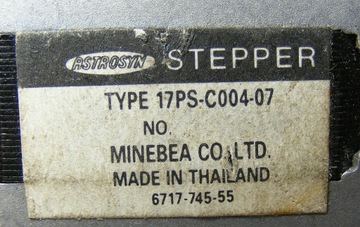 ASTROSYN STEPPER
TYPE 17PS-C004-07
NO.
MINEBEA CO., LTD.
MADE IN THAILAND
6717-745-55